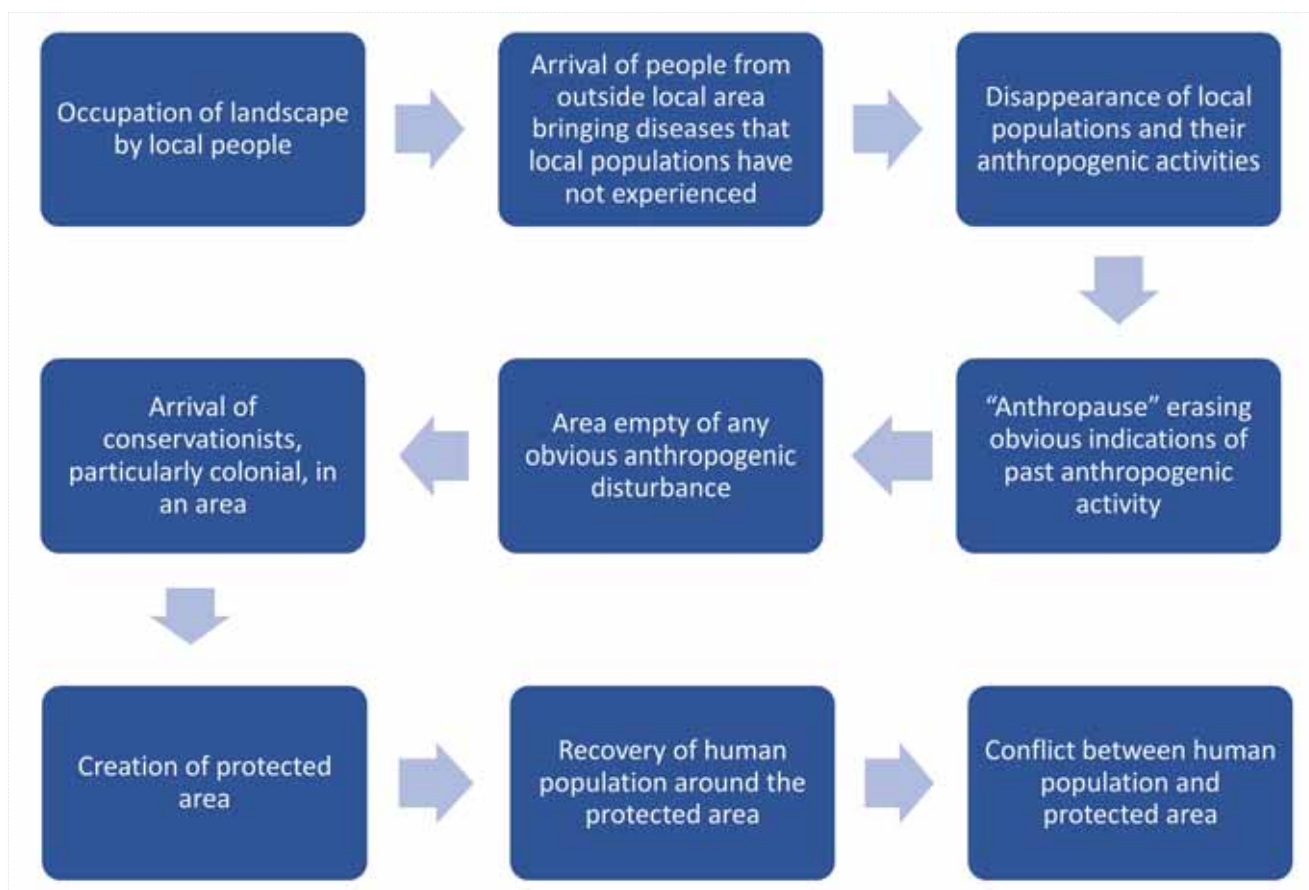 Occupation of landscape
by local people
Arrival of people from
outside local area
bringing diseases that
local populations have
not experienced
Disappearance of local
populations and their
anthropogenic activities
“Anthropause” erasing
obvious indications of
past anthropogenic
activity
Area empty of any
obvious anthropogenic
disturbance
Arrival of
conservationists,
particularly colonial, in
an area
Creation of protected
area
Recovery of human
population around the
protected area
Conflict between human
population and
protected area